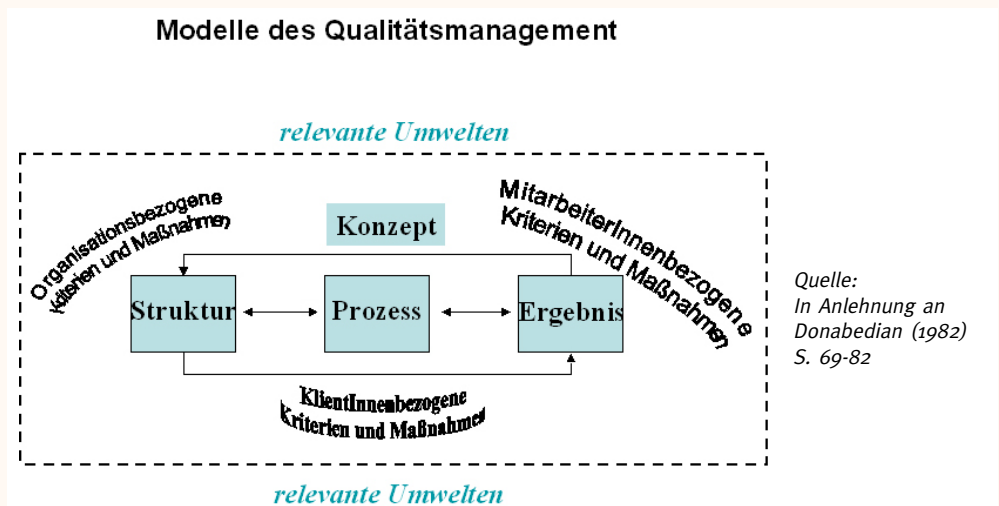 Modelle des Qualitätsmanagement
relevante Umwelten
Organisationsbezogene
Kriterien und Maßnahmen
MitarbeiterInnenbezogene
Kriterien und Maßnahmen
Konzept
Struktur
Prozess
Ergebnis
KlientInnenbezogene
Kriterien und Maßnahmen
Quelle:
In Anlehnung an
Donabedian (1982)
S. 69-82
relevante Umwelten